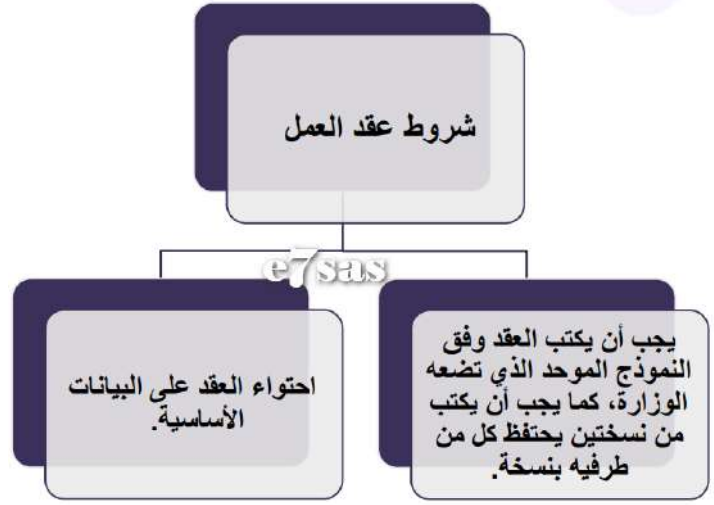 شروط عقد العمل
e7sas
يجب أن يكتب العقد وفق
النموذج الموحد الذي تضعه
الوزارة، كما يجب أن يكتب
من نسختين يحتفظ كل من
طرفيه بنسخة.
احتواء العقد على البيانات
الأساسية.